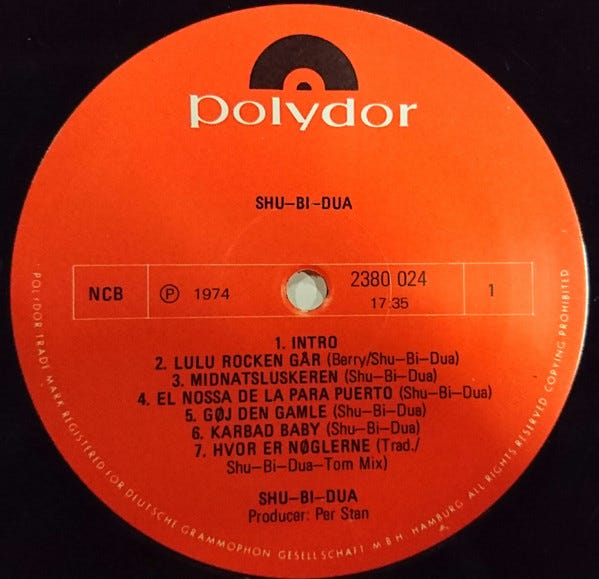 polydor
SHU-BI-DUA
NCB
Ⓟ 1974
2380 024
17:35
1
1. INTRO
2. LULU ROCKEN GÅR (Berry/Shu-Bi-Dua)
3. MIDNATSLUSKEREN (Shu-Bi-Dua)
4. EL NOSSA DE LA PARA PUERTO (Shu-Bi-Dua)
5. GØJ DEN GAMLE (Shu-Bi-Dua)
6. KARBAD BABY (Shu-Bi-Dua)
7. HVOR ER NØGLERNE (Trad./
Shu-Bi-Dua-Tom Mix)
SHU-BI-DUA
Producer: Per Stan
POLYDOR TRADE MARK REGISTERED FOR DEUTSCHE GRAMMOPHON GESELLSCHAFT M B H. HAMBURG ALL RIGHTS RESERVED COPYING PROHIBITED